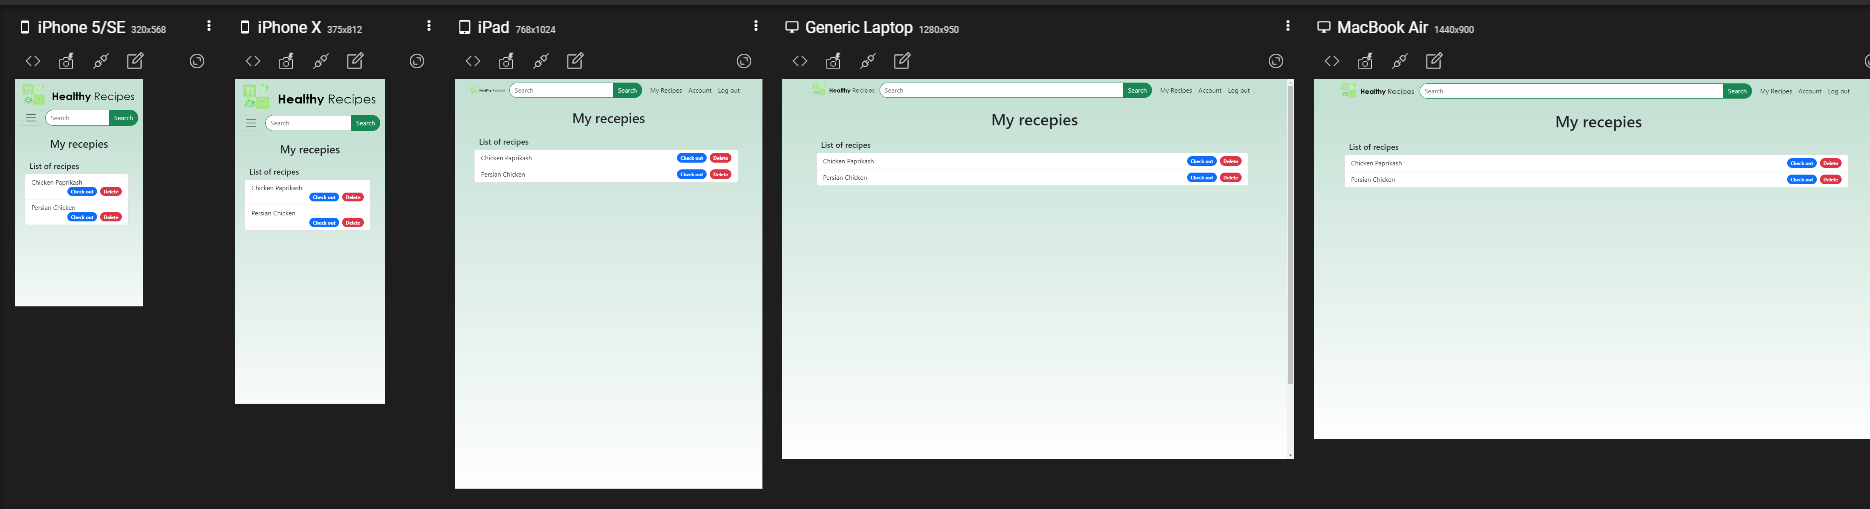 iPhone 5/SE 320x568
Healthy Recipes
Search Search
My recepies
List of recipes
Chicken Paprikash
Check out Delete
Persian Chicken
Check out Delete
iPhone X 375x812
Healthy Recipes
Search Search
My recepies
List of recipes
Chicken Paprikash
Check out Delete
Persian Chicken
Check out Delete
iPad 768x1024
Healthy Recipes Search Search My Recipes Account Log out
My recepies
List of recipes
Chicken Paprikash Check out Delete
Persian Chicken Check out Delete
Generic Laptop 1280x950
Healthy Recipes Search Search My Recipes Account Log out
My recepies
List of recipes
Chicken Paprikash Check out Delete
Persian Chicken Check out Delete
MacBook Air 1440x900
Healthy Recipes Search Search My Recipes Account Log out
My recepies
List of recipes
Chicken Paprikash Check out Delete
Persian Chicken Check out Delete